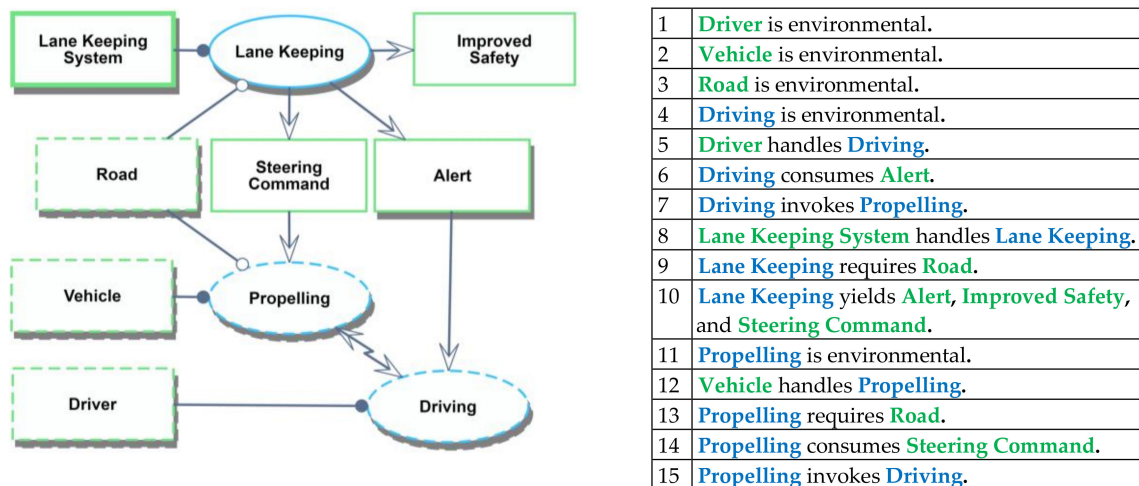 Lane Keeping
System
Lane Keeping
Improved
Safety
Road
Steering
Command
Alert
Vehicle
Propelling
Driver
Driving
1 Driver is environmental.
2 Vehicle is environmental.
3 Road is environmental.
4 Driving is environmental.
5 Driver handles Driving.
6 Driving consumes Alert.
7 Driving invokes Propelling.
8 Lane Keeping System handles Lane Keeping.
9 Lane Keeping requires Road.
10 Lane Keeping yields Alert, Improved Safety,
and Steering Command.
11 Propelling is environmental.
12 Vehicle handles Propelling.
13 Propelling requires Road.
14 Propelling consumes Steering Command.
15 Propelling invokes Driving.